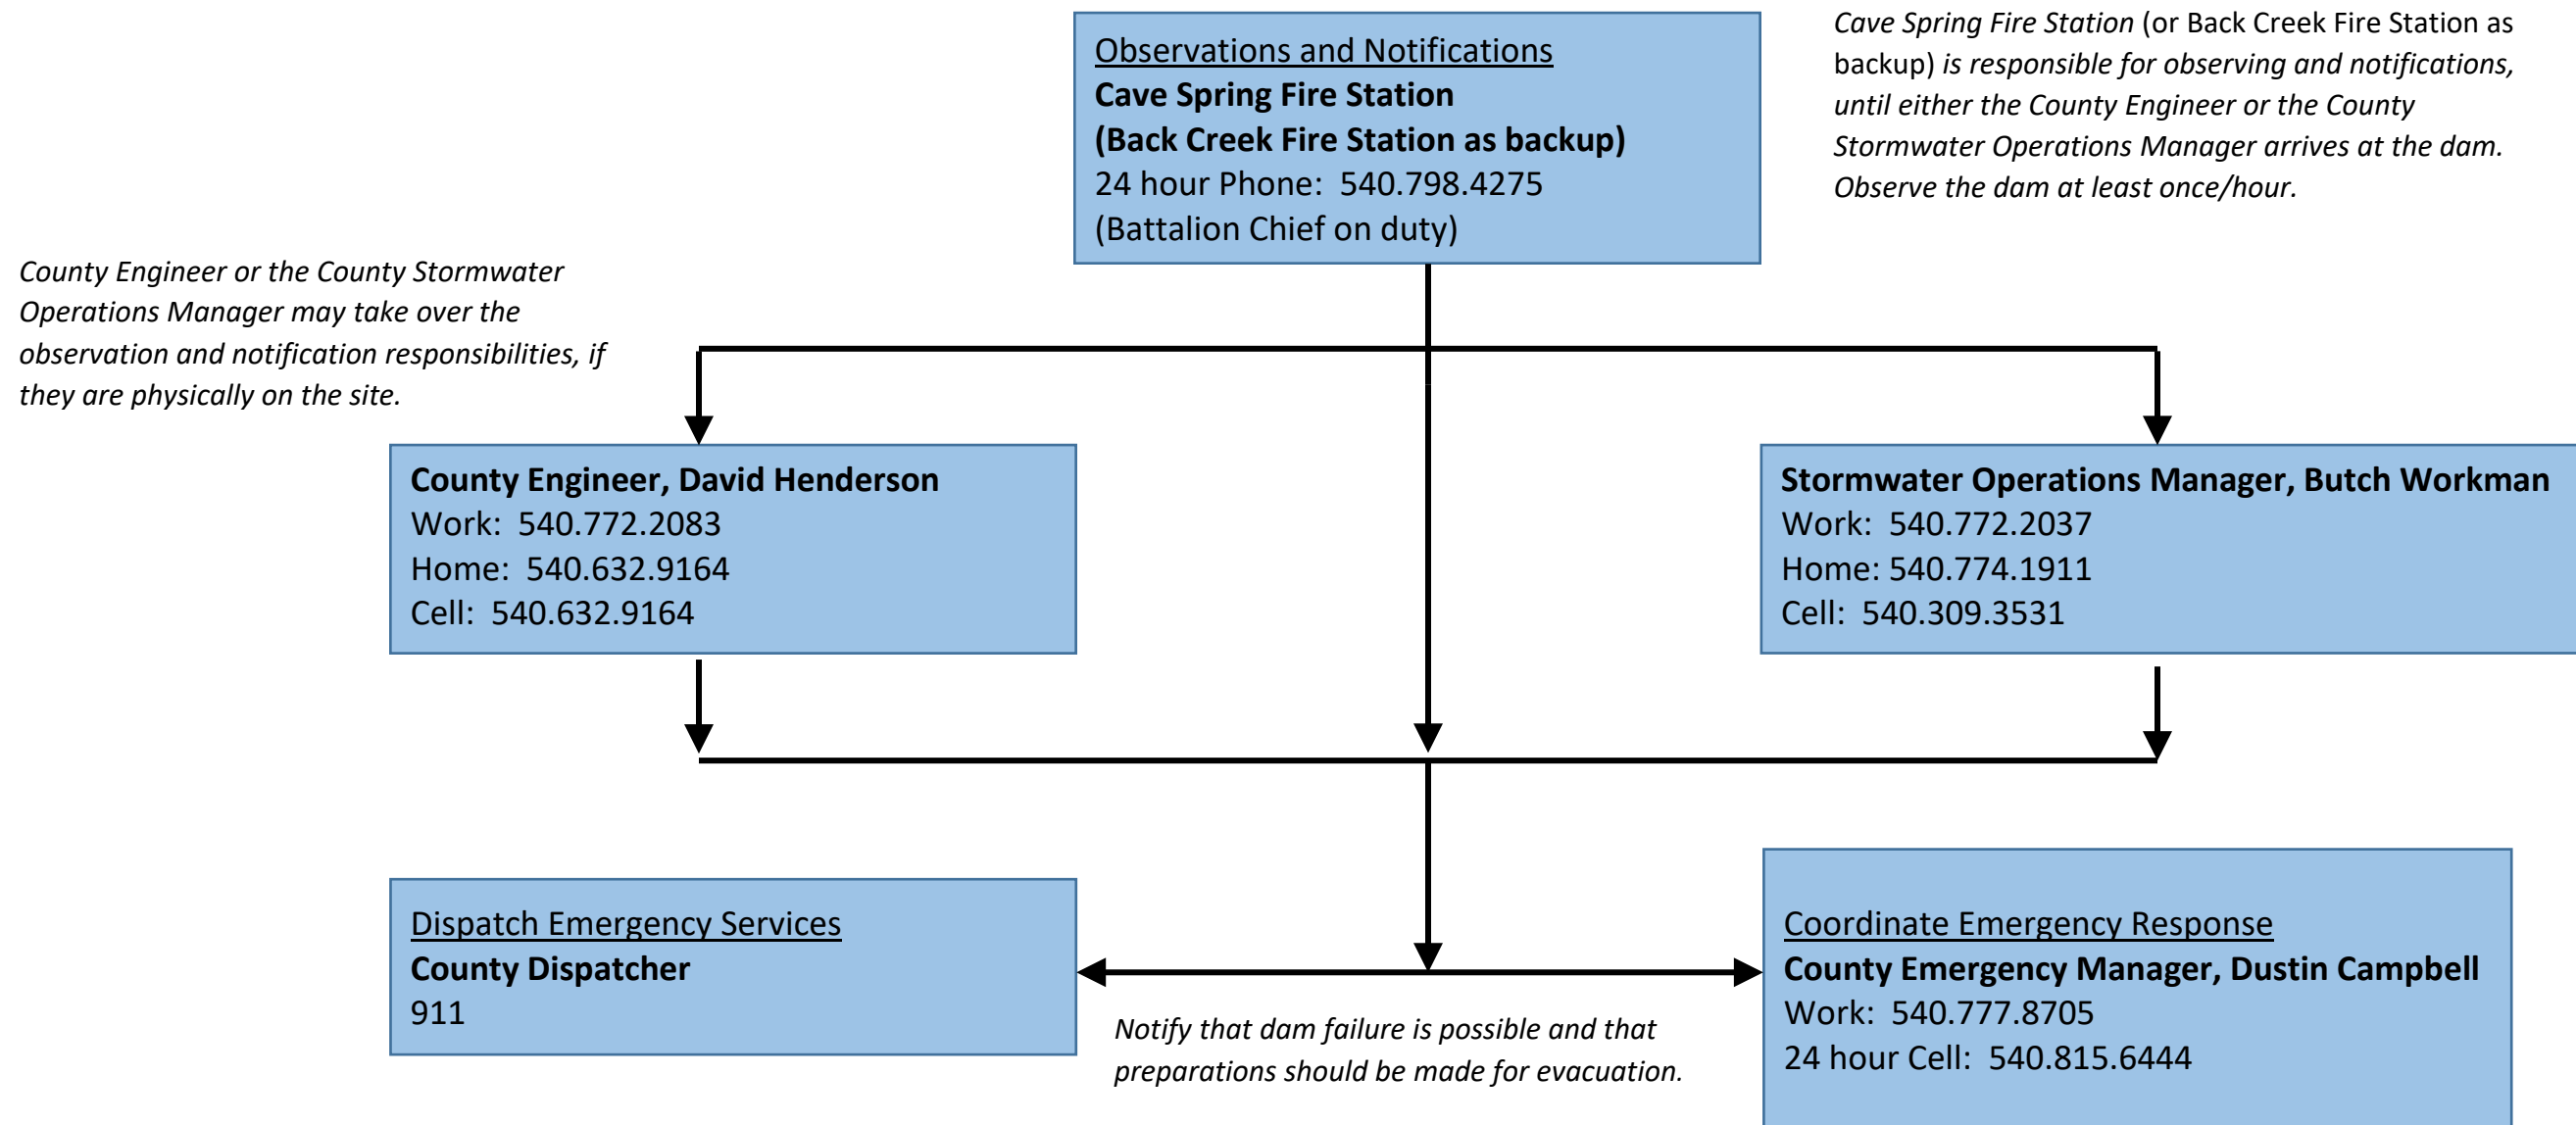 Observations and Notifications
Cave Spring Fire Station
(Back Creek Fire Station as backup)
24 hour Phone:  540.798.4275
(Battalion Chief on duty)
Cave Spring Fire Station (or Back Creek Fire Station as
backup) is responsible for observing and notifications,
until either the County Engineer or the County
Stormwater Operations Manager arrives at the dam.
Observe the dam at least once/hour.
County Engineer or the County Stormwater
Operations Manager may take over the
observation and notification responsibilities, if
they are physically on the site.
County Engineer, David Henderson
Work:  540.772.2083
Home:  540.632.9164
Cell:  540.632.9164
Stormwater Operations Manager, Butch Workman
Work:  540.772.2037
Home: 540.774.1911
Cell:  540.309.3531
Dispatch Emergency Services
County Dispatcher
911
Notify that dam failure is possible and that
preparations should be made for evacuation.
Coordinate Emergency Response
County Emergency Manager, Dustin Campbell
Work:  540.777.8705
24 hour Cell:  540.815.6444